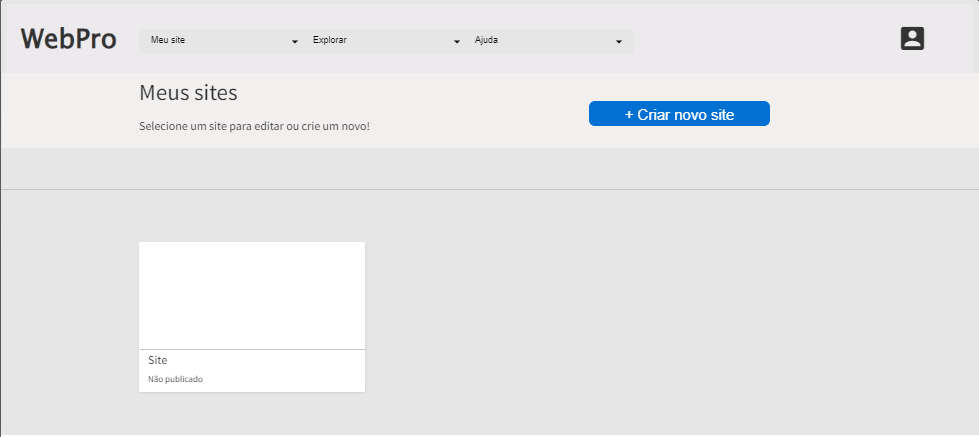 WebPro
Meu site
Explorar
Ajuda
Meus sites
Selecione um site para editar ou crie um novo!
+ Criar novo site
Site
Não publicado